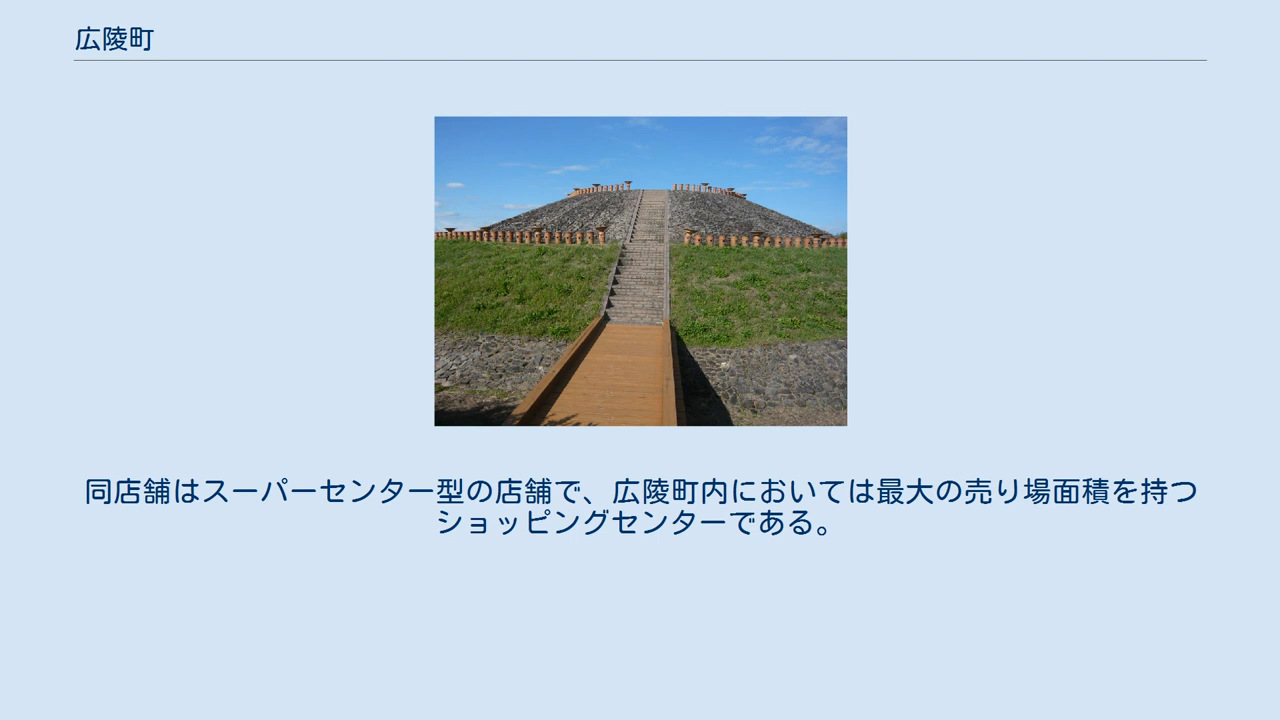 広陵町
同店舗はスーパーセンター型の店舗で、広陵町内においては最大の売り場面積を持つ
ショッピングセンターである。